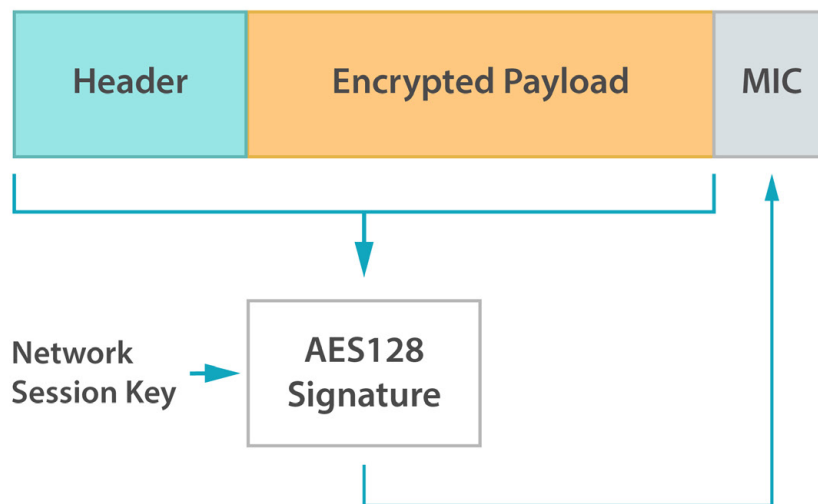 Header
Encrypted Payload
MIC
Network
Session Key
AES128
Signature